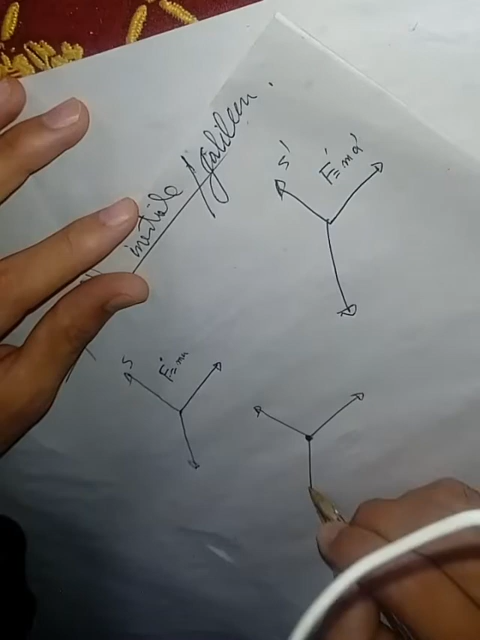 inertiale / galileen.
S'
F'=ma'
S
F=ma